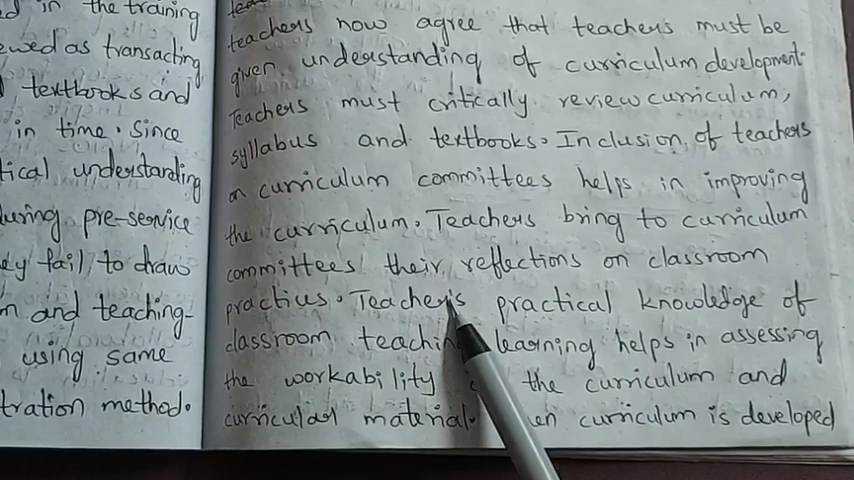 d in the training
ewed as transacting
textbooks and
in time. since
tical understanding
during pre-service
ey fail to draw
m and teaching-
using same
tration method.
teachers now agree that teachers must be
given understanding of curriculum development.
Teachers must critically review curriculum,
syllabus and textbooks. Inclusion of teachers
on curriculum committees helps in improving
the curriculum. Teachers bring to curriculum
committees their reflections on classroom
practius. Teacher's practical knowledge of
classroom teaching learning helps in assessing
the workability the curriculum and
curricular material. en curriculum is developed